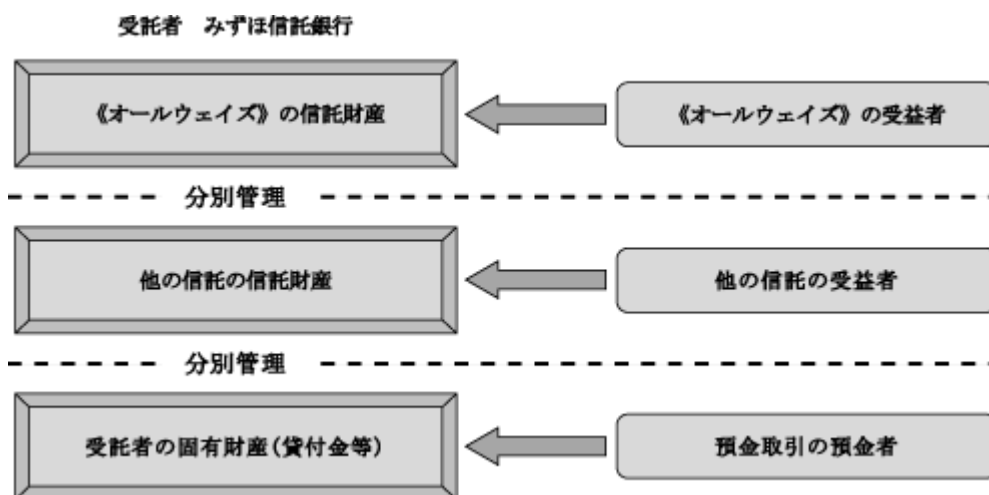 受託者　みずほ信託銀行
《オールウェイズ》の信託財産
《オールウェイズ》の受益者
分別管理
他の信託の信託財産
他の信託の受益者
分別管理
受託者の固有財産(貸付金等)
預金取引の預金者